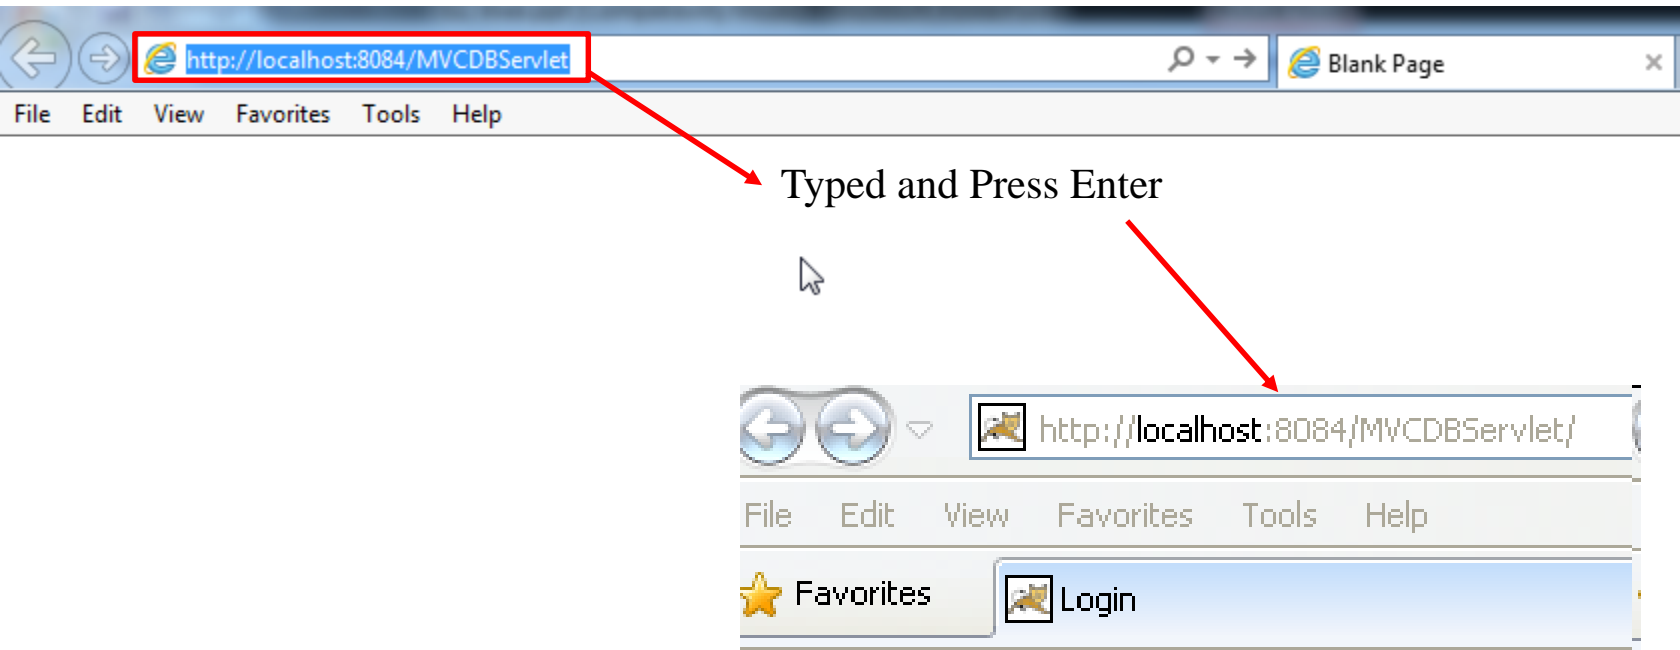 http://localhost:8084/MVCDBServlet
Blank Page
File Edit View Favorites Tools Help
Typed and Press Enter
http://localhost:8084/MVCDBServlet/
File Edit View Favorites Tools Help
Favorites Login